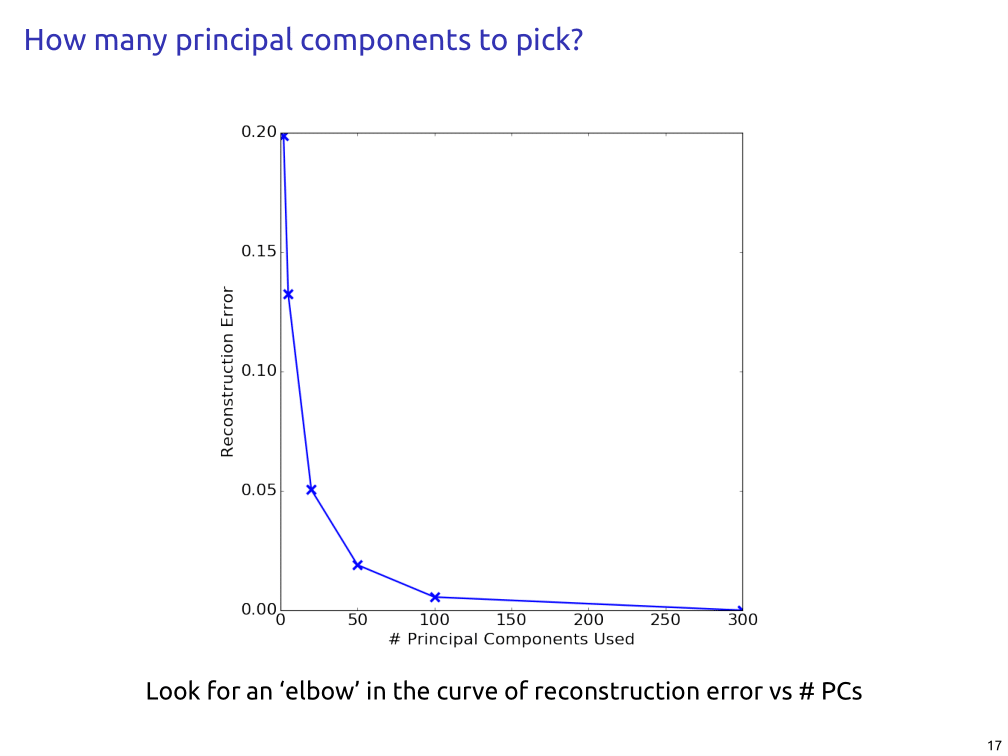 How many principal components to pick?
0.20
0.15
0.10
0.05
0.00
Reconstruction Error
0 50 100 150 200 250 300
# Principal Components Used
Look for an ‘elbow’ in the curve of reconstruction error vs # PCs
17